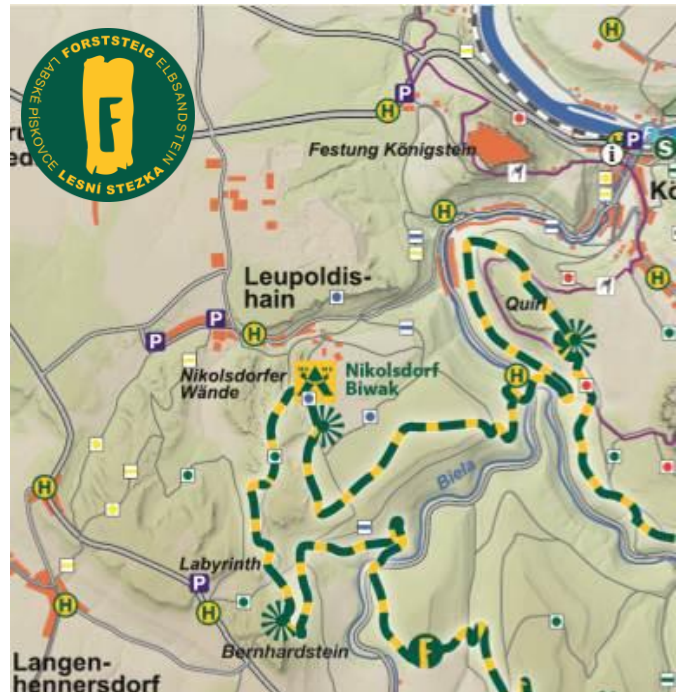 FORSTSTEIG ELBSANDSTEIN
LABSKÉ PÍSKOVCE LESNÍ STEZKA
F
Festung Königstein
P
H
P
F
i
S
Kö
H
H
H
Leupoldis-
hain
Quirl
P
P
H
Nikolsdorfer
Wände
Nikolsdorf
Biwak
H
Biela
H
Labyrinth
P
H
H
Bernhardstein
F
Langen-
hennersdorf